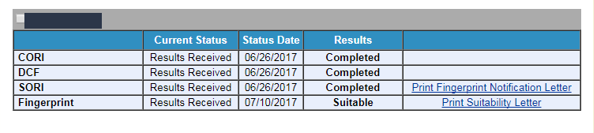 Current Status Status Date Results
CORI Results Received 06/26/2017 Completed
DCF Results Received 06/26/2017 Completed
SORI Results Received 06/26/2017 Completed Print Fingerprint Notification Letter
Fingerprint Results Received 07/10/2017 Suitable Print Suitability Letter